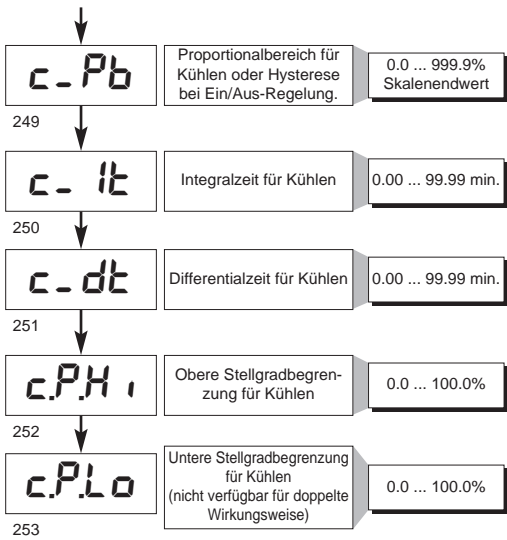 c_Pb
Proportionalbereich für
Kühlen oder Hysterese
bei Ein/Aus-Regelung.
0.0 ... 999.9%
Skalenendwert
249
c_It
Integralzeit für Kühlen
0.00 ... 99.99 min.
250
c_dt
Differentialzeit für Kühlen
0.00 ... 99.99 min.
251
c.P.Hi
Obere Stellgradbegren-
zung für Kühlen
0.0 ... 100.0%
252
c.P.Lo
Untere Stellgradbegrenzung
für Kühlen
(nicht verfügbar für doppelte
Wirkungsweise)
0.0 ... 100.0%
253